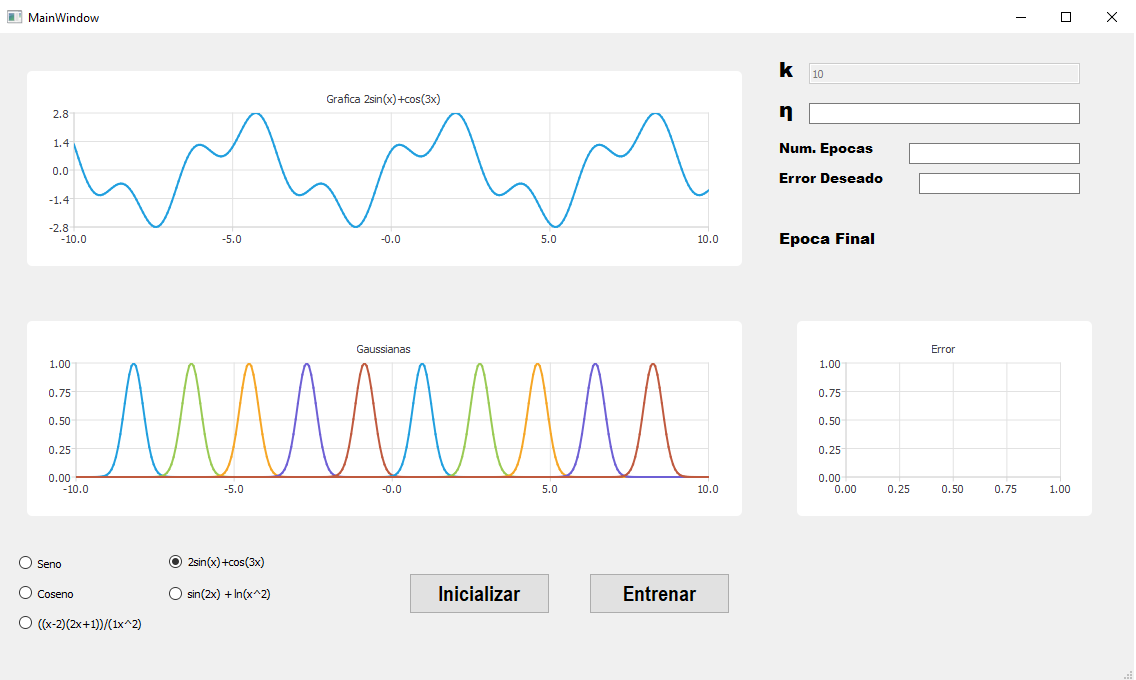 MainWindow
Grafica 2sin(x)+cos(3x)
2.8
1.4
0.0
-1.4
-2.8
-10.0 -5.0 -0.0 5.0 10.0
k 10
η
Num. Epocas
Error Deseado
Epoca Final
Gaussianas
1.00
0.75
0.50
0.25
0.00
-10.0 -5.0 -0.0 5.0 10.0
Error
1.00
0.75
0.50
0.25
0.00
0.00 0.25 0.50 0.75 1.00
Seno
Coseno
((x-2)(2x+1))/(1x^2)
2sin(x)+cos(3x)
sin(2x) + ln(x^2)
Inicializar
Entrenar